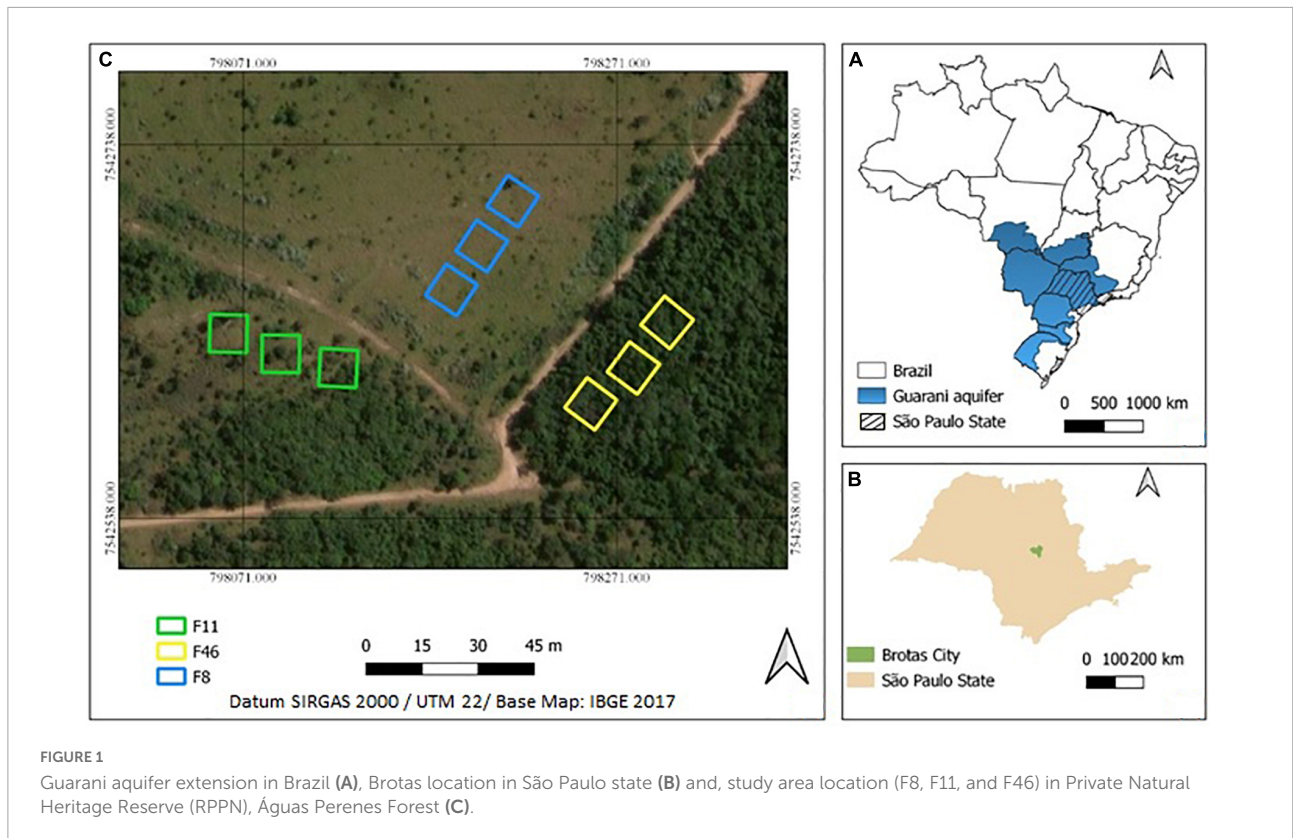 C
798071.000
798271.000
7542738.000
7542738.000
7542538.000
7542538.000
798071.000
798271.000
F11
F46
F8
0 15 30 45 m
Datum SIRGAS 2000 / UTM 22/ Base Map: IBGE 2017
A
Brazil
Guarani aquifer
São Paulo State
0 500 1000 km
B
Brotas City
São Paulo State
0 100 200 km
FIGURE 1
Guarani aquifer extension in Brazil (A), Brotas location in São Paulo state (B) and, study area location (F8, F11, and F46) in Private Natural
Heritage Reserve (RPPN), Águas Perenes Forest (C).